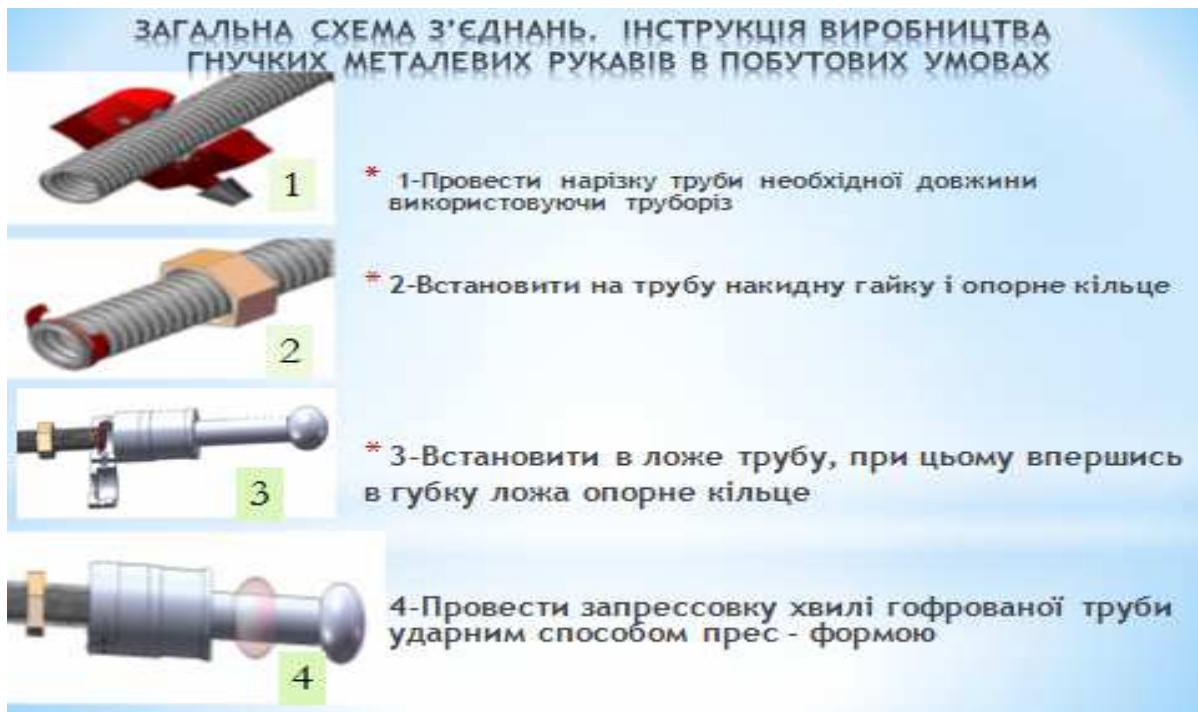 ЗАГАЛЬНА СХЕМА З’ЄДНАНЬ. ІНСТРУКЦІЯ ВИРОБНИЦТВА
ГНУЧКИХ МЕТАЛЕВИХ РУКАВІВ В ПОБУТОВИХ УМОВАХ
1
* 1-Провести нарізку труби необхідної довжини
використовуючи труборіз
2
* 2-Встановити на трубу накидну гайку і опорне кільце
3
* 3-Встановити в ложе трубу, при цьому впершись
в губку ложа опорне кільце
4
4-Провести запрессовку хвилі гофрованої труби
ударним способом прес - формою